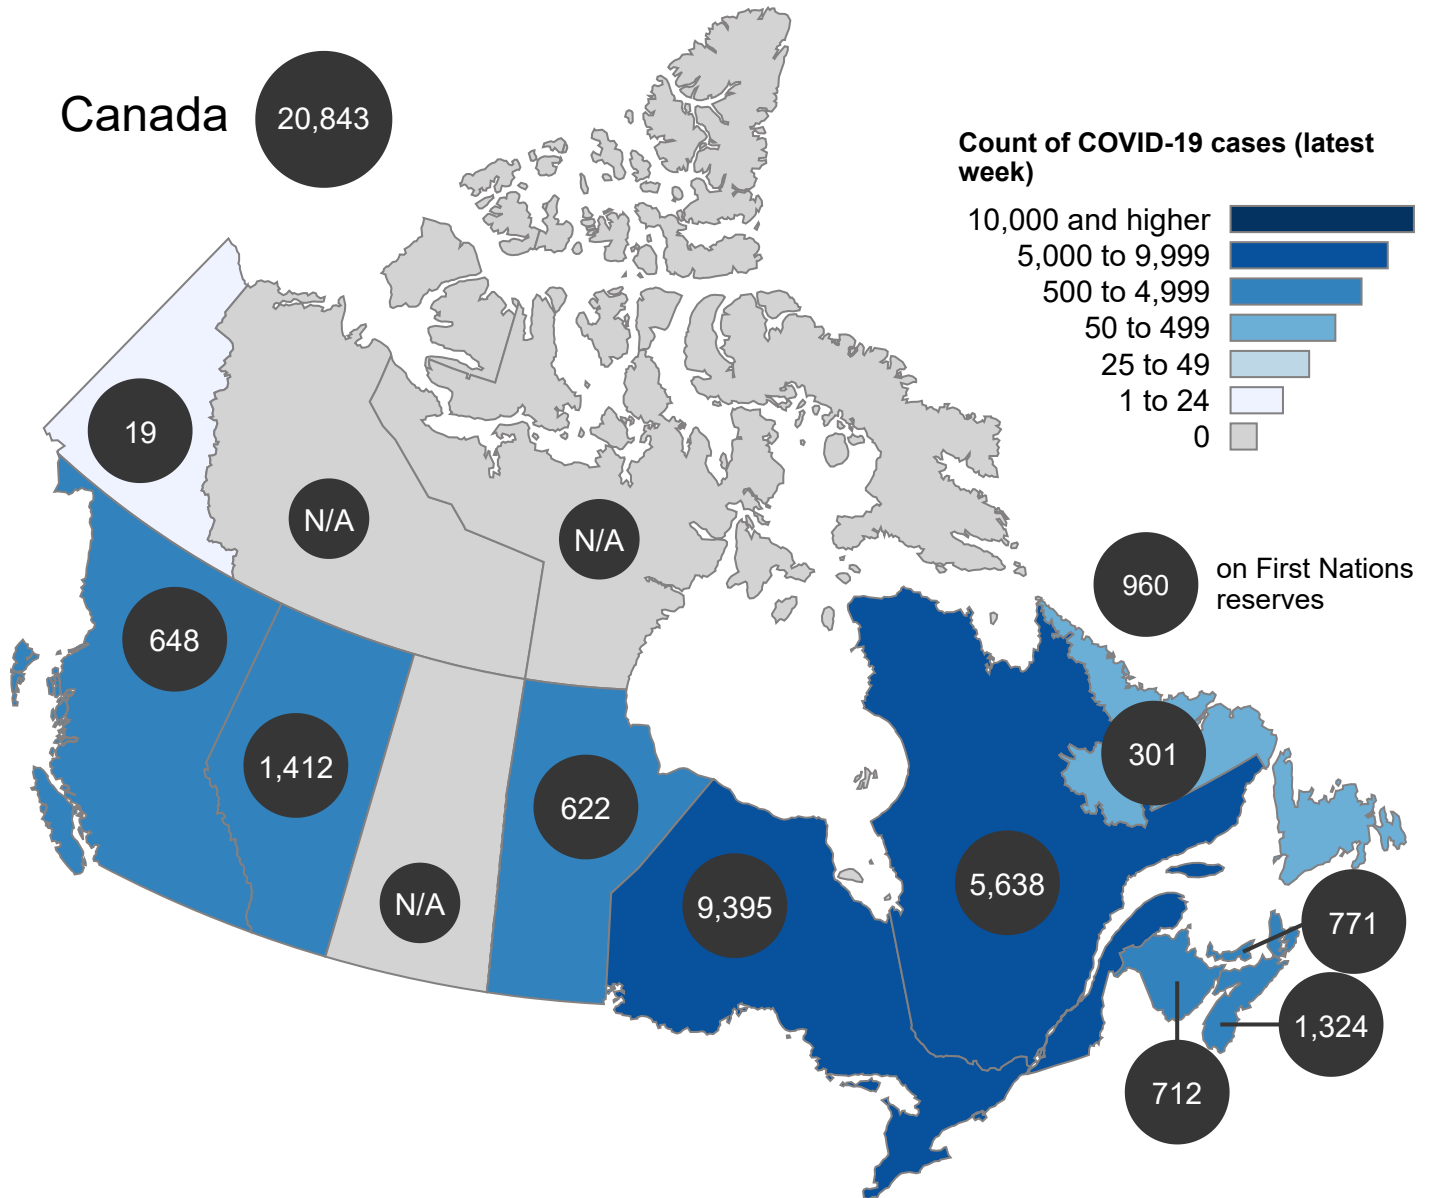 Canada
20,843
Count of COVID-19 cases (latest
week)
10,000 and higher
5,000 to 9,999
500 to 4,999
50 to 499
25 to 49
1 to 24
0
19
N/A
N/A
960
on First Nations
reserves
648
1,412
N/A
622
9,395
5,638
301
771
1,324
712